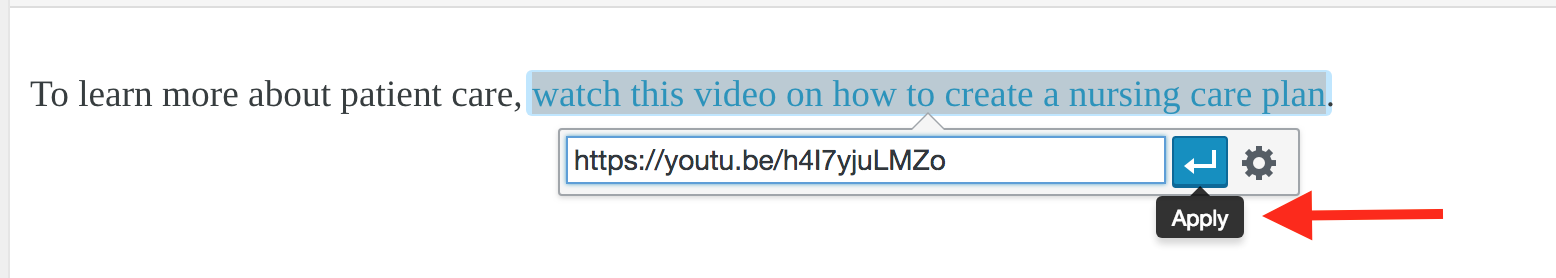 To learn more about patient care, watch this video on how to create a nursing care plan.
https://youtu.be/h4I7yjuLMZo
Apply